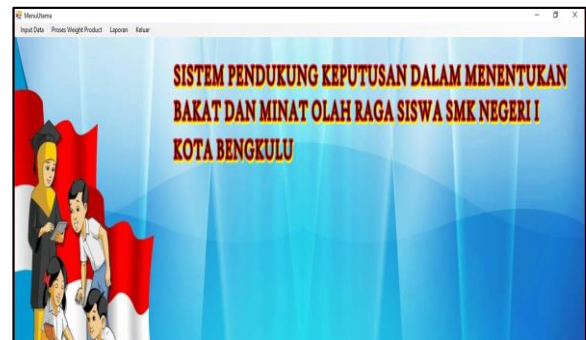 MenuUtama
Input Data Proses Weight Product Laporan Keluar
SISTEM PENDUKUNG KEPUTUSAN DALAM MENENTUKAN
BAKAT DAN MINAT OLAH RAGA SISWA SMK NEGERI I
KOTA BENGKULU